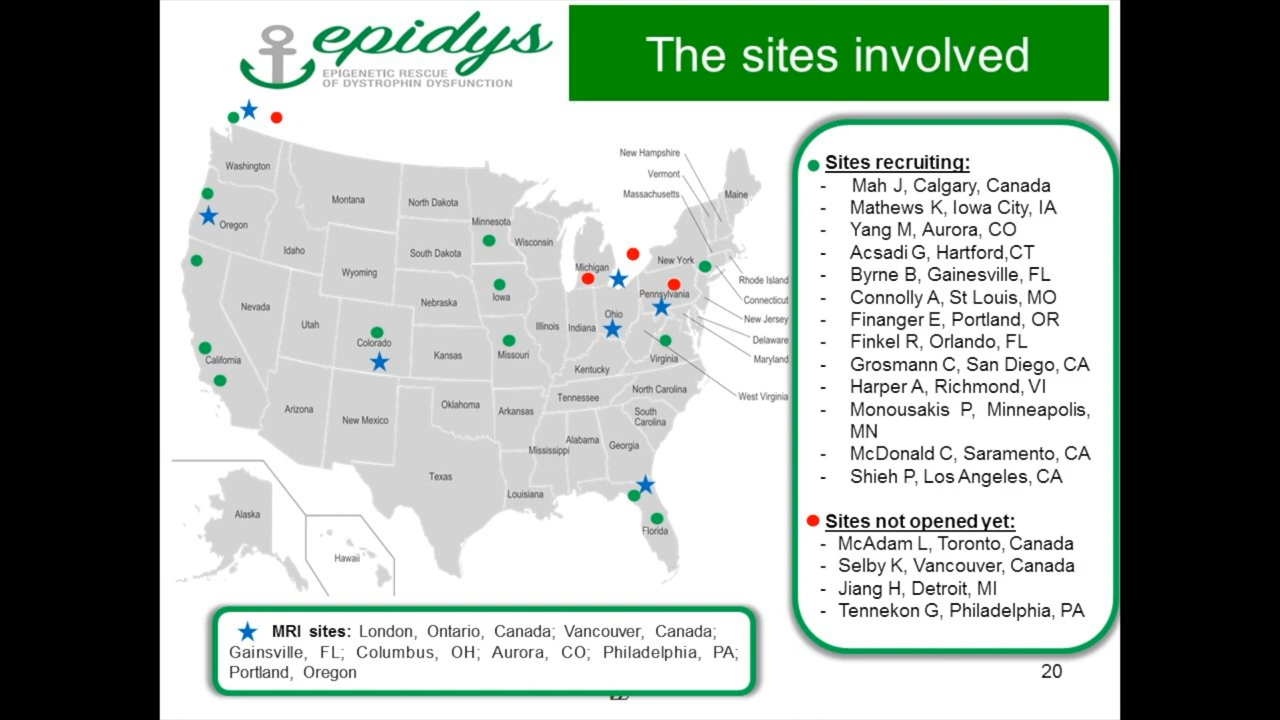 epidys
EPIGENETIC RESCUE
OF DYSTROPHIN DYSFUNCTION
The sites involved
Washington
Oregon
Idaho
Montana
North Dakota
South Dakota
Minnesota
Wisconsin
Michigan
New Hampshire
Vermont
Massachusetts
Maine
New York
Rhode Island
Connecticut
New Jersey
Delaware
Maryland
West Virginia
Pennsylvania
Wyoming
Nebraska
Iowa
Illinois
Indiana
Ohio
Nevada
Utah
Colorado
Kansas
Missouri
Kentucky
Virginia
California
Arizona
New Mexico
Oklahoma
Arkansas
Tennessee
North Carolina
South
Carolina
Mississippi
Alabama
Georgia
Texas
Louisiana
Florida
Alaska
Hawaii
Sites recruiting:
- Mah J, Calgary, Canada
- Mathews K, Iowa City, IA
- Yang M, Aurora, CO
- Acsadi G, Hartford,CT
- Byrne B, Gainesville, FL
- Connolly A, St Louis, MO
- Finanger E, Portland, OR
- Finkel R, Orlando, FL
- Grosmann C, San Diego, CA
- Harper A, Richmond, VI
- Monousakis P, Minneapolis,
MN
- McDonald C, Saramento, CA
- Shieh P, Los Angeles, CA
Sites not opened yet:
- McAdam L, Toronto, Canada
- Selby K, Vancouver, Canada
- Jiang H, Detroit, MI
- Tennekon G, Philadelphia, PA
MRI sites: London, Ontario, Canada; Vancouver, Canada;
Gainsville, FL; Columbus, OH; Aurora, CO; Philadelphia, PA;
Portland, Oregon
20